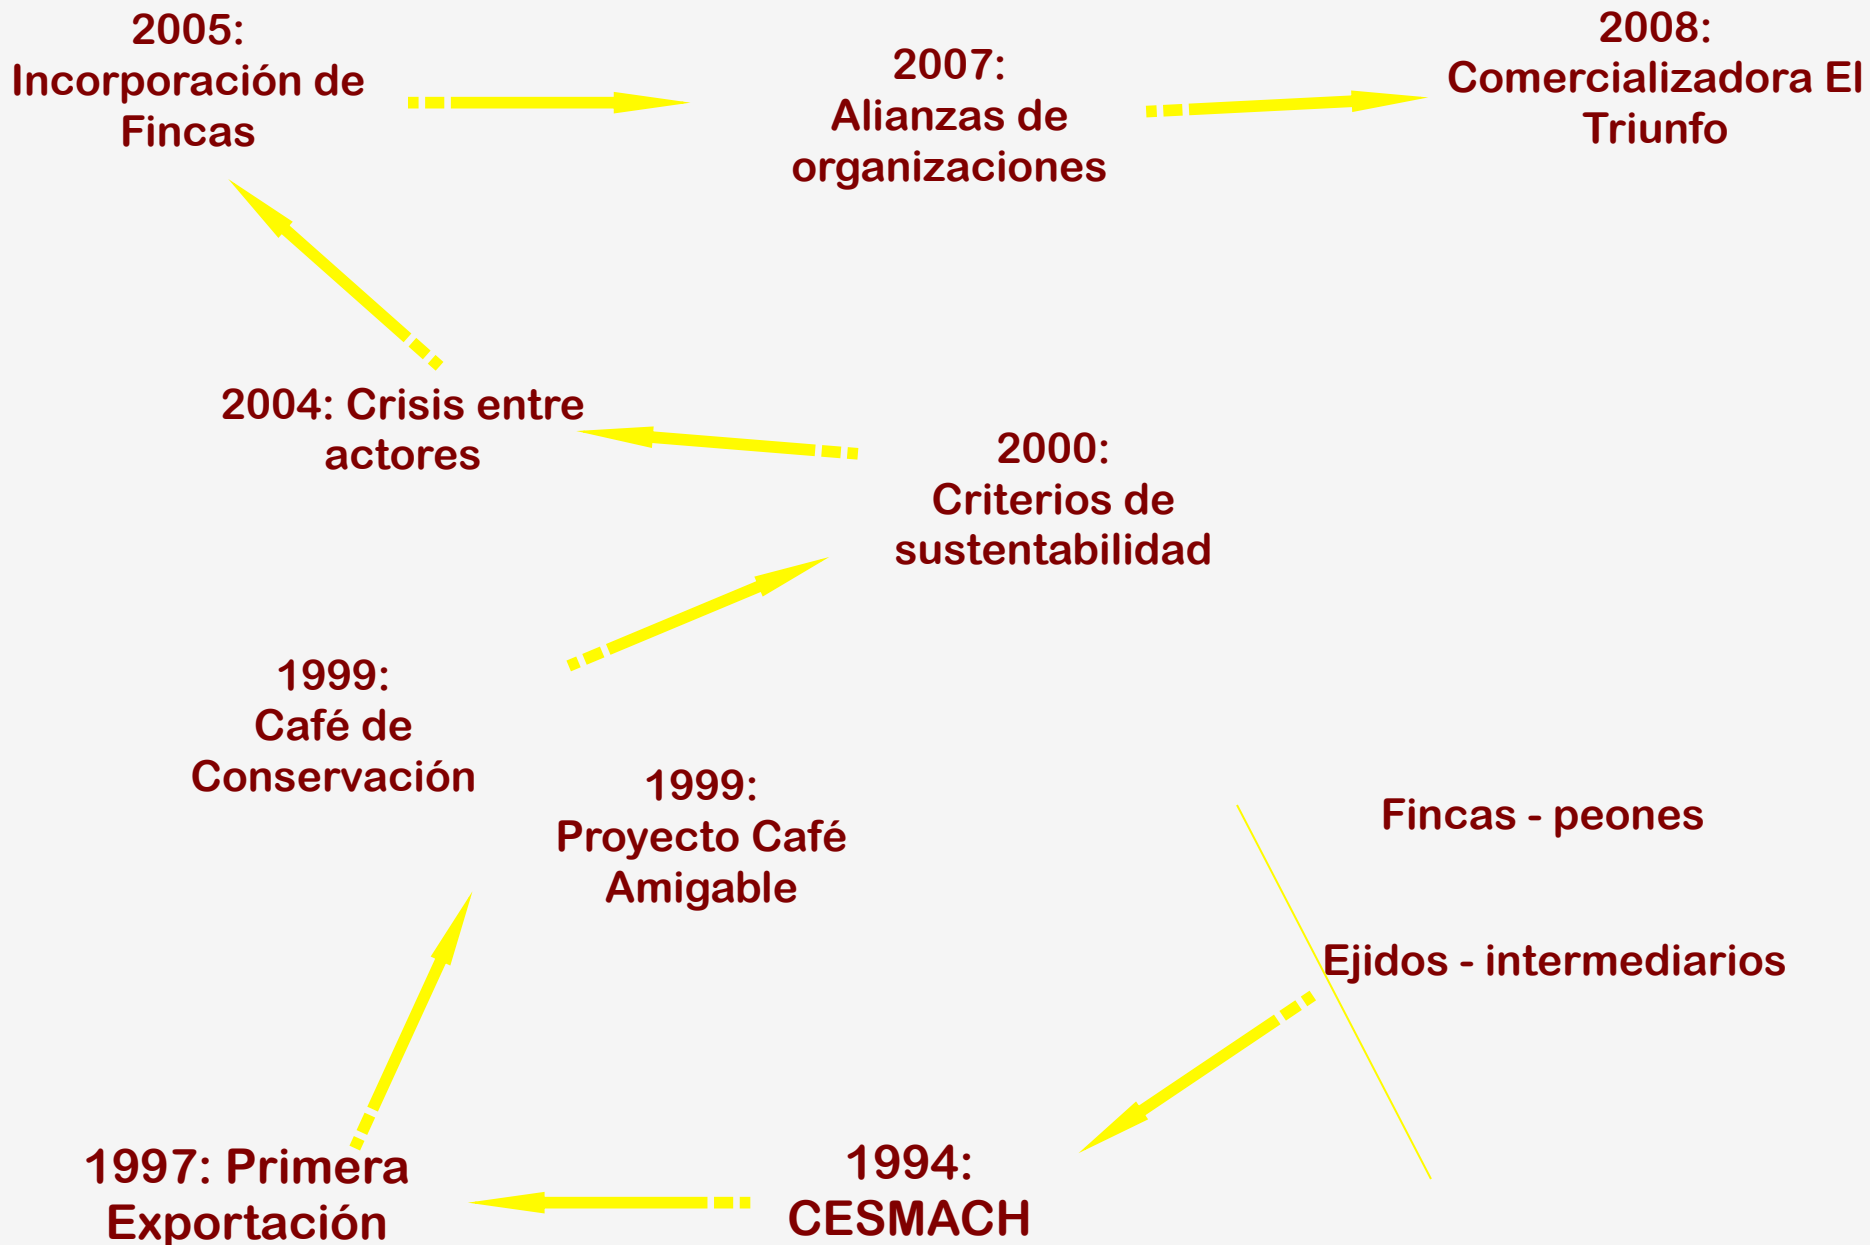 2005:
Incorporación de
Fincas
2007:
Alianzas de
organizaciones
2008:
Comercializadora El
Triunfo
2004: Crisis entre
actores
2000:
Criterios de
sustentabilidad
1999:
Café de
Conservación
1999:
Proyecto Café
Amigable
Fincas - peones
Ejidos - intermediarios
1997: Primera
Exportación
1994:
CESMACH